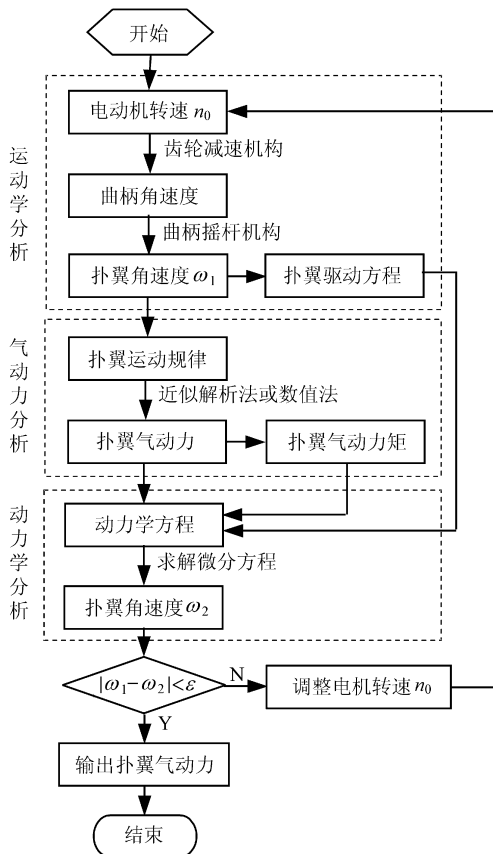 开始
运动学分析
电动机转速 n₀
齿轮减速机构
曲柄角速度
曲柄摇杆机构
扑翼角速度 ω₁
扑翼驱动方程
气动力分析
扑翼运动规律
近似解析法或数值法
扑翼气动力
扑翼气动力矩
动力学分析
动力学方程
求解微分方程
扑翼角速度 ω₂
|ω₁−ω₂|<ε
N
调整电机转速 n₀
Y
输出扑翼气动力
结束